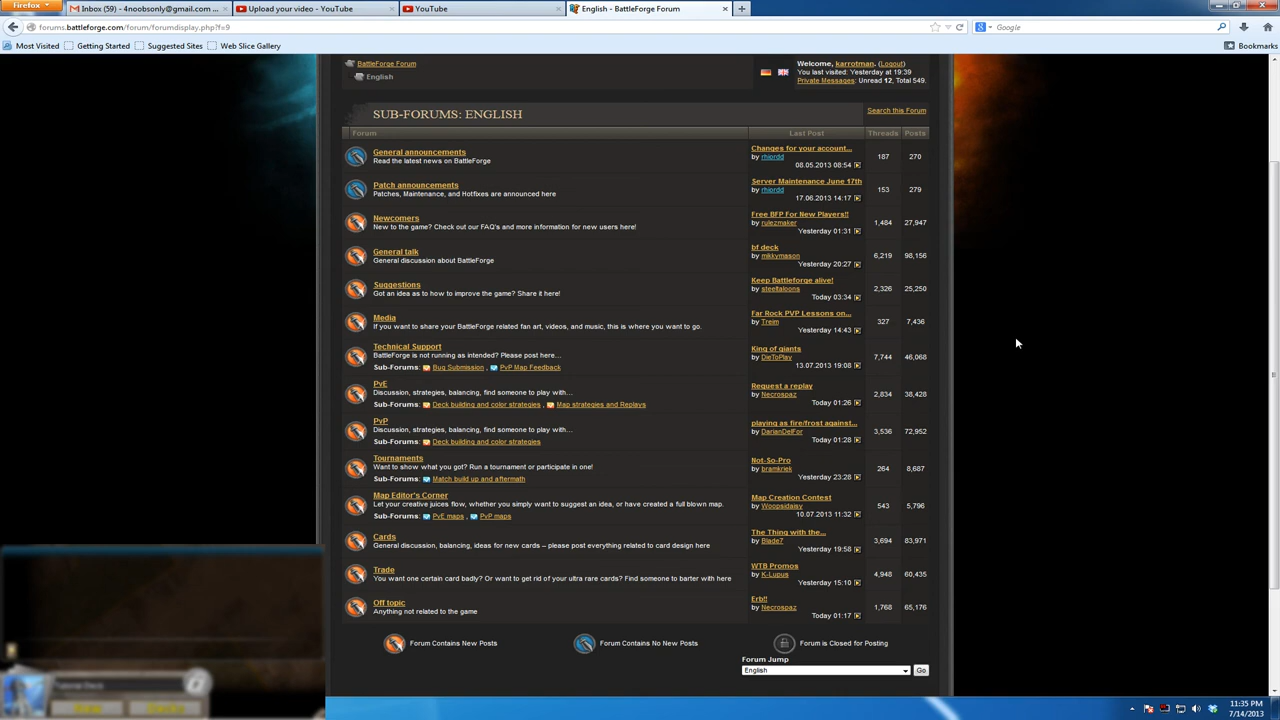 Firefox
Inbox (59) - 4noobsonly@gmail.com ...
Upload your video - YouTube
YouTube
English - BattleForge Forum
forums.battleforge.com/forum/forumdisplay.php?f=9
Google
Most Visited
Getting Started
Suggested Sites
Web Slice Gallery
Bookmarks
BattleForge Forum
English
Welcome, karrotman. (Logout)
You last visited: Yesterday at 19:39
Private Messages: Unread 12, Total 549.
SUB-FORUMS: ENGLISH
Search this Forum
Forum Last Post Threads Posts
General announcements
Read the latest news on BattleForge
Changes for your account...
by rhiordd
08.05.2013 08:54
187 270
Patch announcements
Patches, Maintenance, and Hotfixes are announced here
Server Maintenance June 17th
by rhiordd
17.06.2013 14:17
153 279
Newcomers
New to the game? Check out our FAQ's and more information for new users here!
Free BFP For New Players!!
by rulezmaker
Yesterday 01:31
1,484 27,947
General talk
General discussion about BattleForge
bf deck
by mikkymason
Yesterday 20:27
6,219 98,156
Suggestions
Got an idea as to how to improve the game? Share it here!
Keep Battleforge alive!
by steeltaloons
Today 03:34
2,326 25,250
Media
If you want to share your BattleForge related fan art, videos, and music, this is where you want to go.
Far Rock PVP Lessons on...
by Treim
Yesterday 14:43
327 7,436
Technical Support
BattleForge is not running as intended? Please post here...
Sub-Forums: Bug Submission , PvP Map Feedback
King of giants
by DieToPlay
13.07.2013 19:08
7,744 46,068
PvE
Discussion, strategies, balancing, find someone to play with...
Sub-Forums: Deck building and color strategies , Map strategies and Replays
Request a replay
by Necrospaz
Today 01:26
2,834 38,428
PvP
Discussion, strategies, balancing, find someone to play with...
Sub-Forums: Deck building and color strategies
playing as fire/frost against...
by DarianDelFor
Today 01:28
3,536 72,952
Tournaments
Want to show what you got? Run a tournament or participate in one!
Sub-Forums: Match build up and aftermath
Not-So-Pro
by bramkriek
Yesterday 23:28
264 8,687
Map Editor's Corner
Let your creative juices flow, whether you simply want to suggest an idea, or have created a full blown map.
Sub-Forums: PvE maps , PvP maps
Map Creation Contest
by Woopsidaisy
10.07.2013 11:32
543 5,796
Cards
General discussion, balancing, ideas for new cards – please post everything related to card design here
The Thing with the...
by Blade7
Yesterday 19:58
3,694 83,971
Trade
You want one certain card badly? Or want to get rid of your ultra rare cards? Find someone to barter with here
WTB Promos
by K-Lupus
Yesterday 15:10
4,948 60,435
Off topic
Anything not related to the game
Erb!!
by Necrospaz
Today 01:17
1,768 65,176
Forum Contains New Posts
Forum Contains No New Posts
Forum is Closed for Posting
Forum Jump
English
Go
Tutorial Deck
11:35 PM
7/14/2013